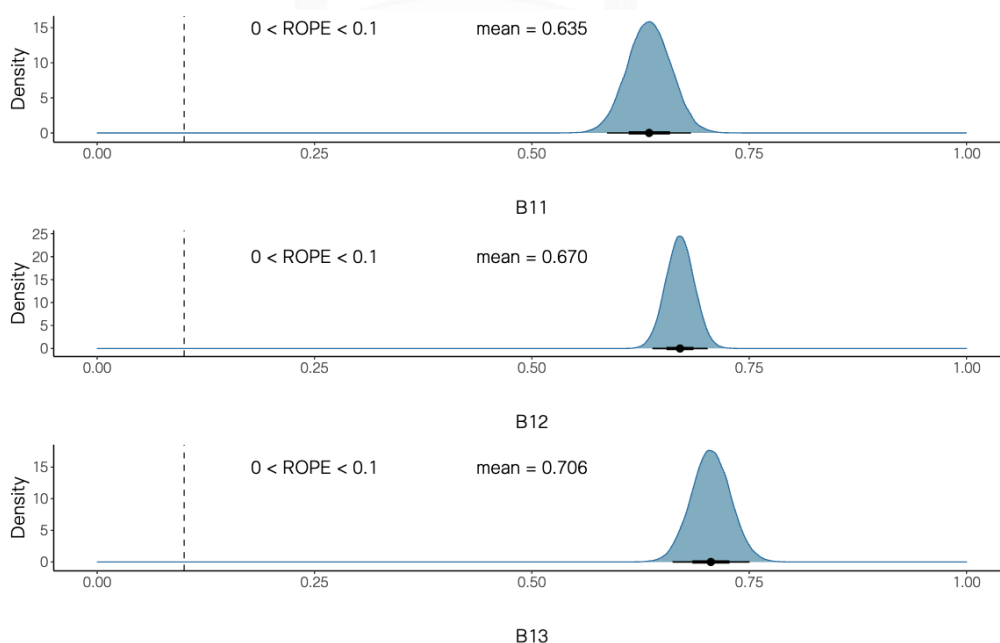 0 < ROPE < 0.1 mean = 0.635
Density
15
10
5
0
0.00 0.25 0.50 0.75 1.00
B11
0 < ROPE < 0.1 mean = 0.670
Density
25
20
15
10
5
0
0.00 0.25 0.50 0.75 1.00
B12
0 < ROPE < 0.1 mean = 0.706
Density
15
10
5
0
0.00 0.25 0.50 0.75 1.00
B13